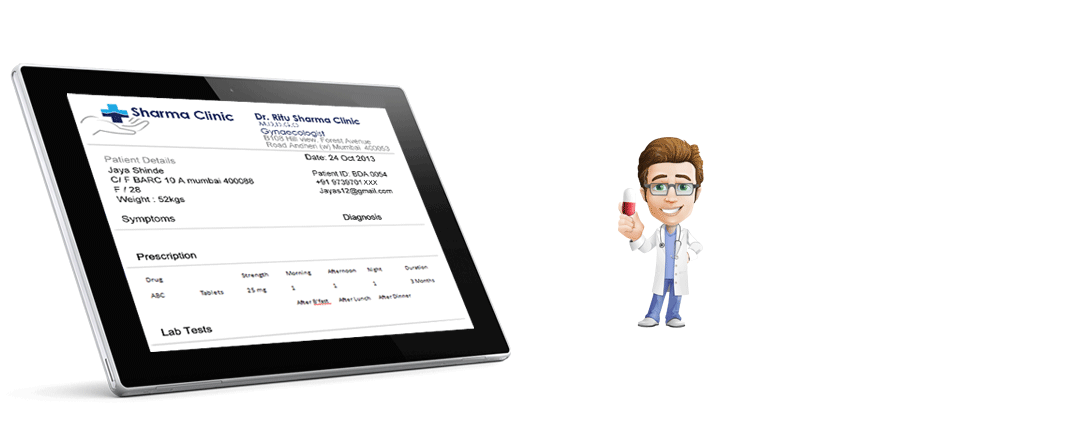 Sharma Clinic
Dr. Ritu Sharma Clinic
Gynaecologist
B108 Hill view, Forest Avenue
Road Andheri (w) Mumbai 400053
Date: 24 Oct 2013
Patient Details
Jaya Shinde
C/ F BARC 10 A mumbai 400088
F / 28
Weight : 52kgs
Patient ID: BDA 0054
+91 9739701XXX
Jayas12@gmail.com
Symptoms Diagnosis
Prescription
Drug Strength Morning Afternoon Night Duration
ABC Tablets 25 mg 1 1 1 3 Months
After B'fast After Lunch After Dinner
Lab Tests